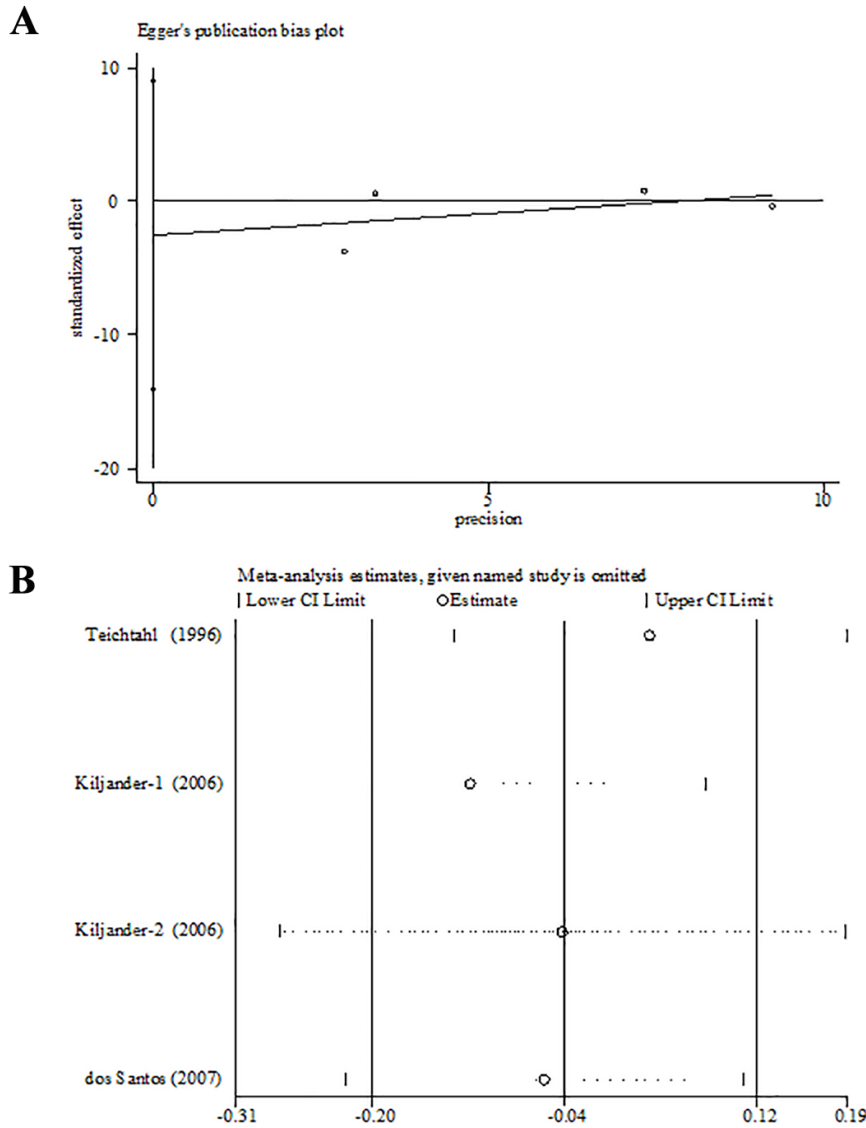 A
Egger's publication bias plot
10
0
-10
-20
standardized effect
0
5
10
precision
B
Meta-analysis estimates, given named study is omitted
Lower CI Limit
Estimate
Upper CI Limit
Teichtahl (1996)
Kiljander-1 (2006)
Kiljander-2 (2006)
dos Santos (2007)
-0.31
-0.20
-0.04
0.12
0.19